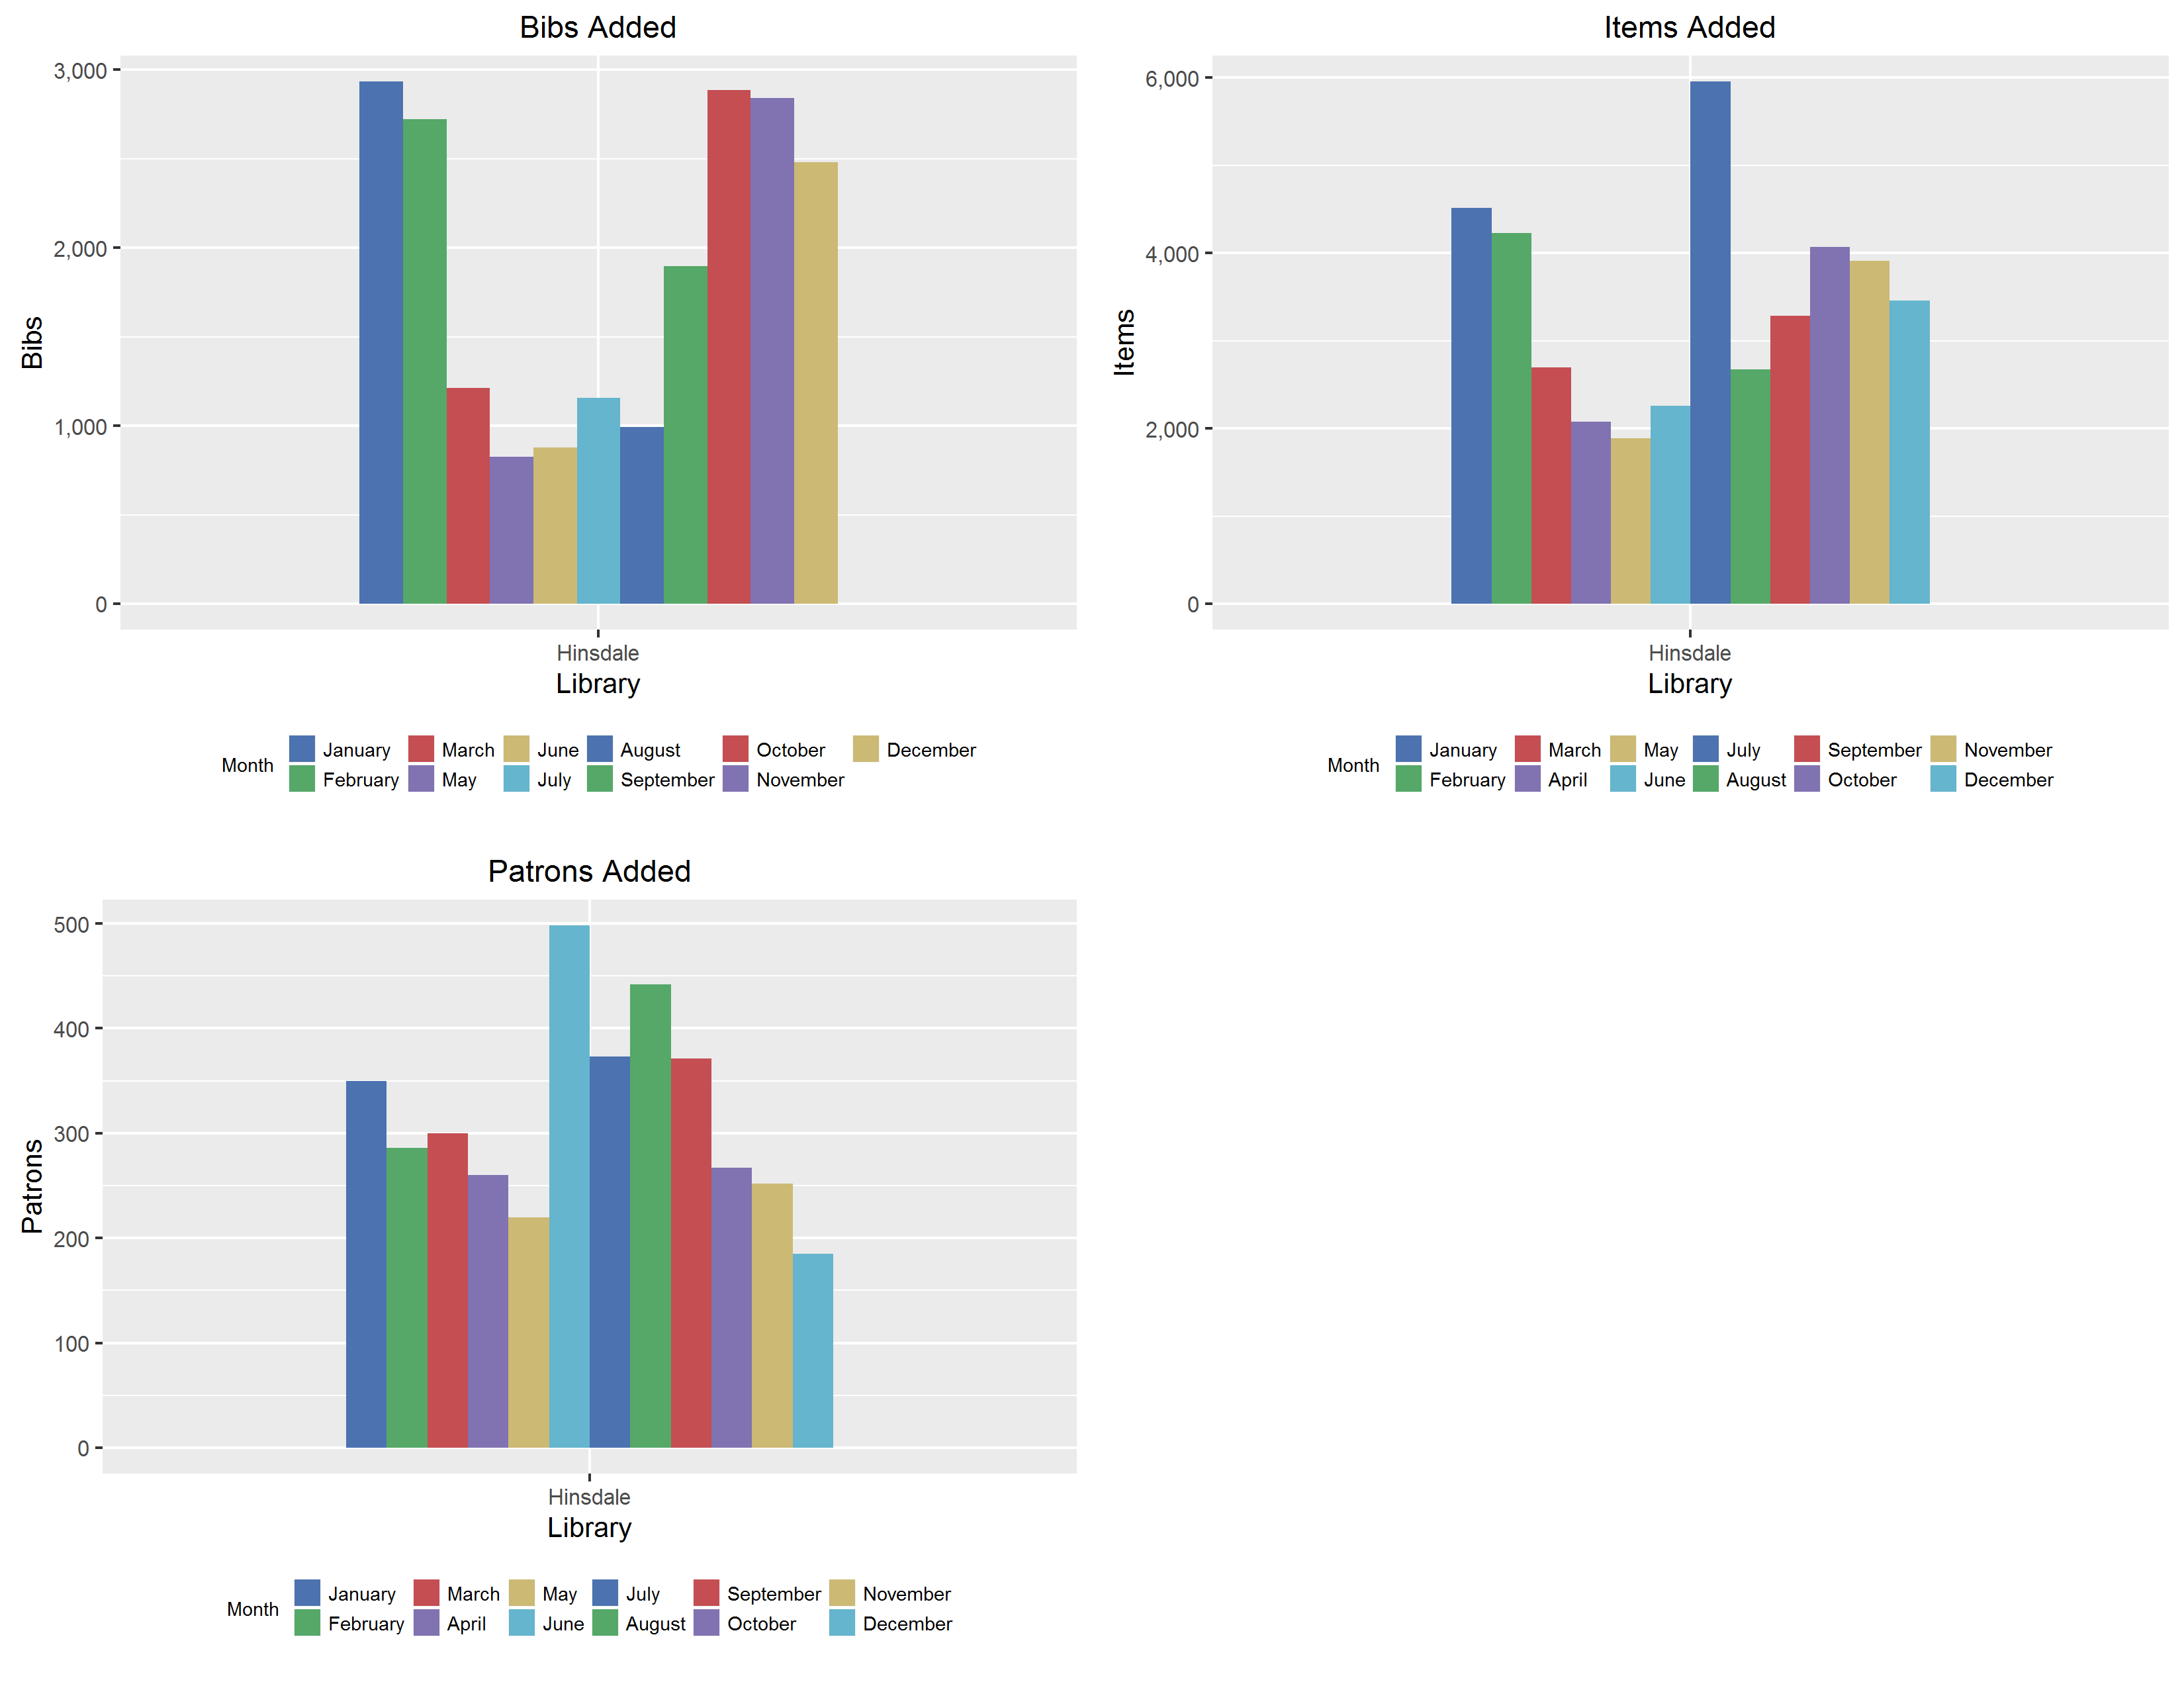 Bibs Added
3,000
2,000
1,000
0
Bibs
Hinsdale
Library
Month
January March June August October December
February May July September November
Items Added
6,000
4,000
2,000
0
Items
Hinsdale
Library
Month
January March May July September November
February April June August October December
Patrons Added
500
400
300
200
100
0
Patrons
Hinsdale
Library
Month
January March May July September November
February April June August October December